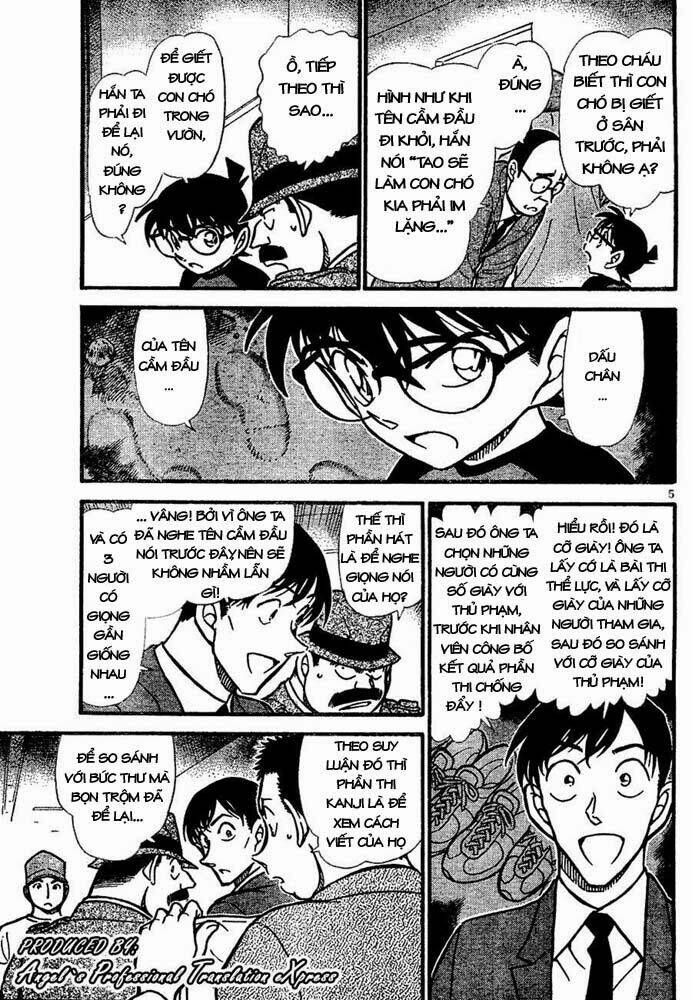 THEO CHÁU
BIẾT THÌ CON
CHÓ BỊ GIẾT
Ở SÂN
TRƯỚC, PHẢI
KHÔNG Ạ?
À,
ĐÚNG
...
HÌNH NHƯ KHI
TÊN CẦM ĐẦU
ĐI KHỎI, HẮN
NÓI “TAO SẼ
LÀM CON CHÓ
KIA PHẢI IM
LẶNG...”
Ồ, TIẾP
THEO THÌ
SAO...
ĐỂ GIẾT
ĐƯỢC
CON CHÓ
TRONG
VƯỜN,
HẮN TA
PHẢI ĐI
ĐỂ LẠI
NÓ,
ĐÚNG
KHÔNG
?
DẤU
CHÂN
...
CỦA TÊN
CẦM ĐẦU
...
5
HIỂU RỒI! ĐÓ LÀ
CỠ GIÀY! ÔNG TA
LẤY CỚ LÀ BÀI THI
THỂ LỰC, VÀ LẤY CỠ
GIÀY CỦA NHỮNG
NGƯỜI THAM GIA,
SAU ĐÓ SO SÁNH
VỚI CỠ GIÀY CỦA
THỦ PHẠM!
SAU ĐÓ ÔNG TA
CHỌN NHỮNG
NGƯỜI CÓ CÙNG
SỐ GIÀY VỚI
THỦ PHẠM,
TRƯỚC KHI NHÂN
VIÊN CÔNG BỐ
KẾT QUẢ PHẦN
THI CHỐNG
ĐẨY !
THẾ THÌ
PHẦN HÁT
LÀ ĐỂ NGHE
GIỌNG NÓI
CỦA HỌ?
... VÂNG! BỞI VÌ ÔNG TA
ĐÃ NGHE TÊN CẦM ĐẦU
NÓI TRƯỚC ĐÂY,NÊN SẼ
KHÔNG NHẦM LẪN
GÌ!
VÀ CÓ
3
NGƯỜI
CÓ
GIỌNG
GẦN
GIỐNG
NHAU
...
THEO SUY
LUẬN ĐÓ THÌ
PHẦN THI
KANJI LÀ ĐỂ
XEM CÁCH
VIẾT CỦA HỌ
ĐỂ SO SÁNH
VỚI BỨC THƯ MÀ
BỌN TRỘM ĐÃ
ĐỂ LẠI...
PRODUCED BY:
Angel's Professional Translation eXpress